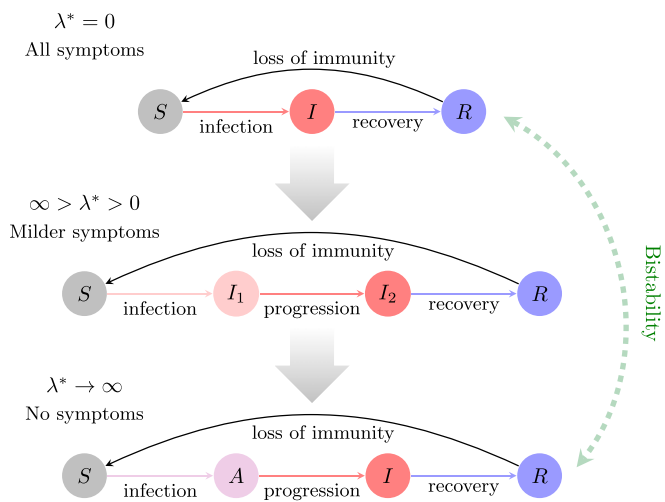 λ* = 0
All symptoms
loss of immunity
S
I
R
infection
recovery
∞ > λ* > 0
Milder symptoms
loss of immunity
S
I₁
I₂
R
infection
progression
recovery
Bistability
λ* → ∞
No symptoms
loss of immunity
S
A
I
R
infection
progression
recovery